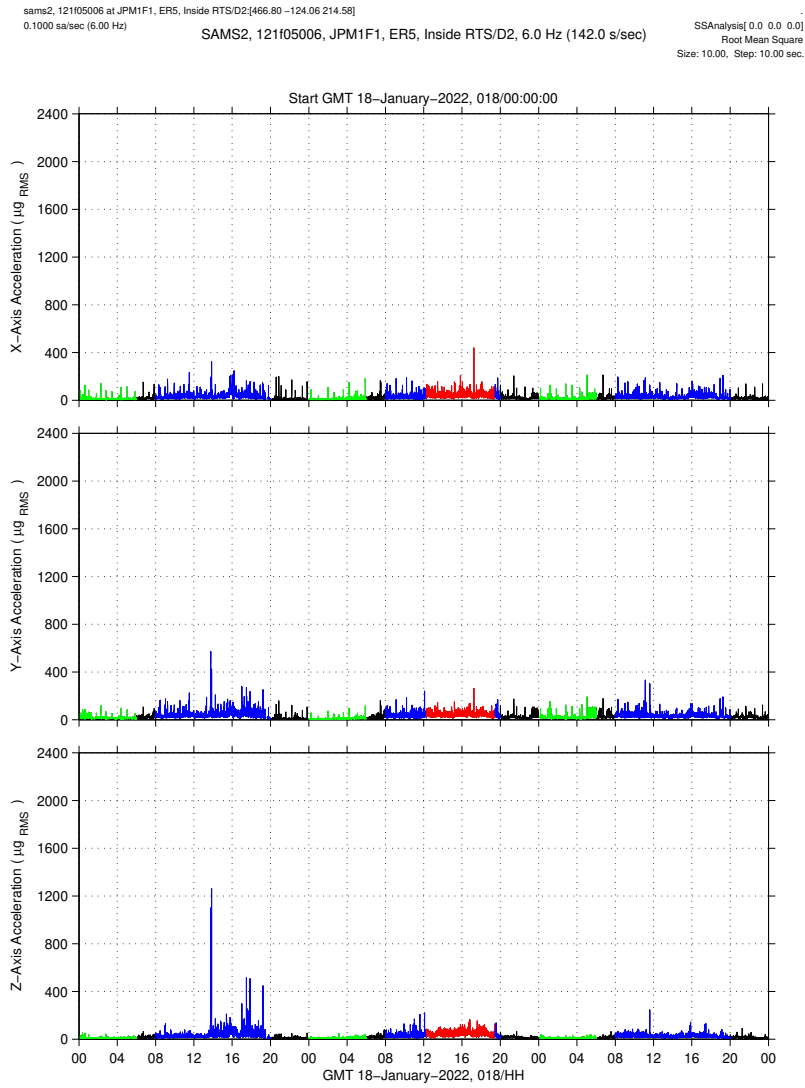 sams2, 121f05006 at JPM1F1, ER5, Inside RTS/D2:[466.80 −124.06 214.58]
.
0.1000 sa/sec (6.00 Hz)
SSAnalysis[ 0.0 0.0 0.0]
SAMS2, 121f05006, JPM1F1, ER5, Inside RTS/D2, 6.0 Hz (142.0 s/sec)
Root Mean Square
Size: 10.00, Step: 10.00 sec.
Start GMT 18−January−2022, 018/00:00:00
X−Axis Acceleration ( µg RMS )
2400
2000
1600
1200
800
400
0
Y−Axis Acceleration ( µg RMS )
2400
2000
1600
1200
800
400
0
Z−Axis Acceleration ( µg RMS )
2400
2000
1600
1200
800
400
0
00 04 08 12 16 20 00 04 08 12 16 20 00 04 08 12 16 20 00
GMT 18−January−2022, 018/HH